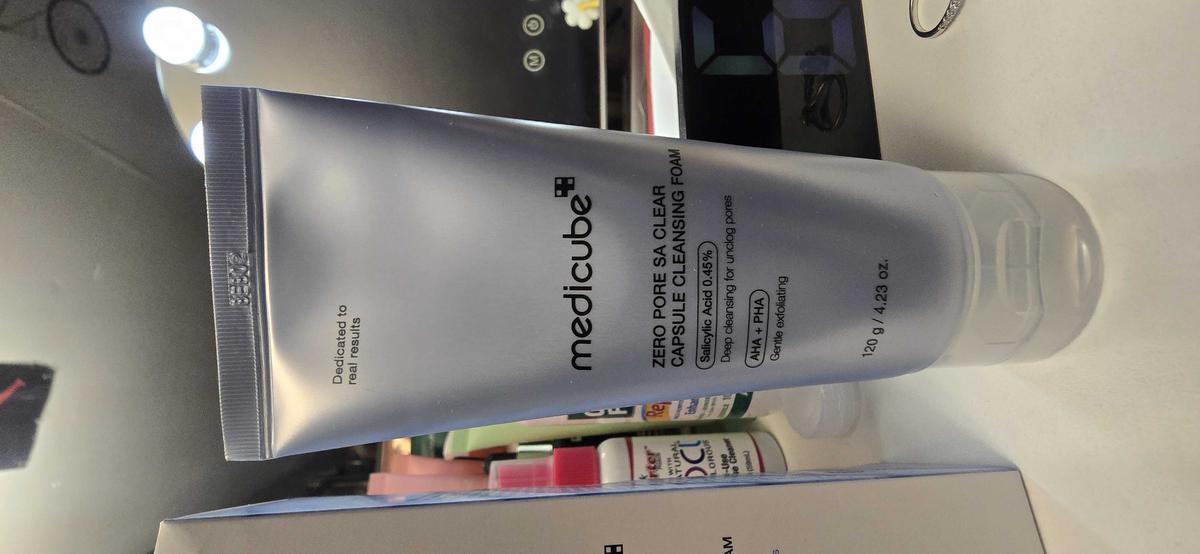 Dedicated to
real results
medicube
ZERO PORE SA CLEAR
CAPSULE CLEANSING FOAM
Salicylic Acid 0.45%
Deep cleansing for unclog pores
AHA + PHA
Gentle exfoliating
120 g / 4.23 oz.
M
WITH